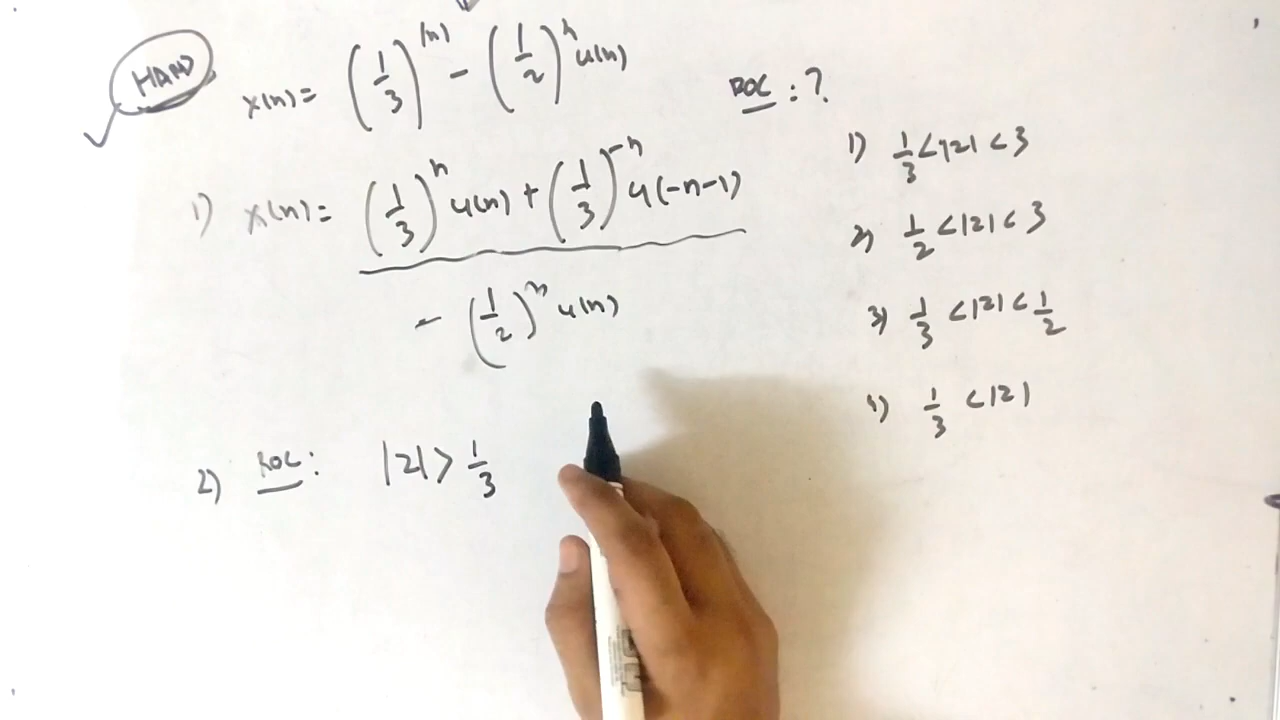 HARD
x(n) = (1/3)^|n| - (1/2)^n u(n)
ROC : ?
1) x(n) = (1/3)^n u(n) + (1/3)^-n u(-n-1)
- (1/2)^n u(n)
2) ROC : |z| > 1/3
1) 1/3 < |z| < 3
2) 1/2 < |z| < 3
3) 1/3 < |z| < 1/2
4) 1/3 < |z|